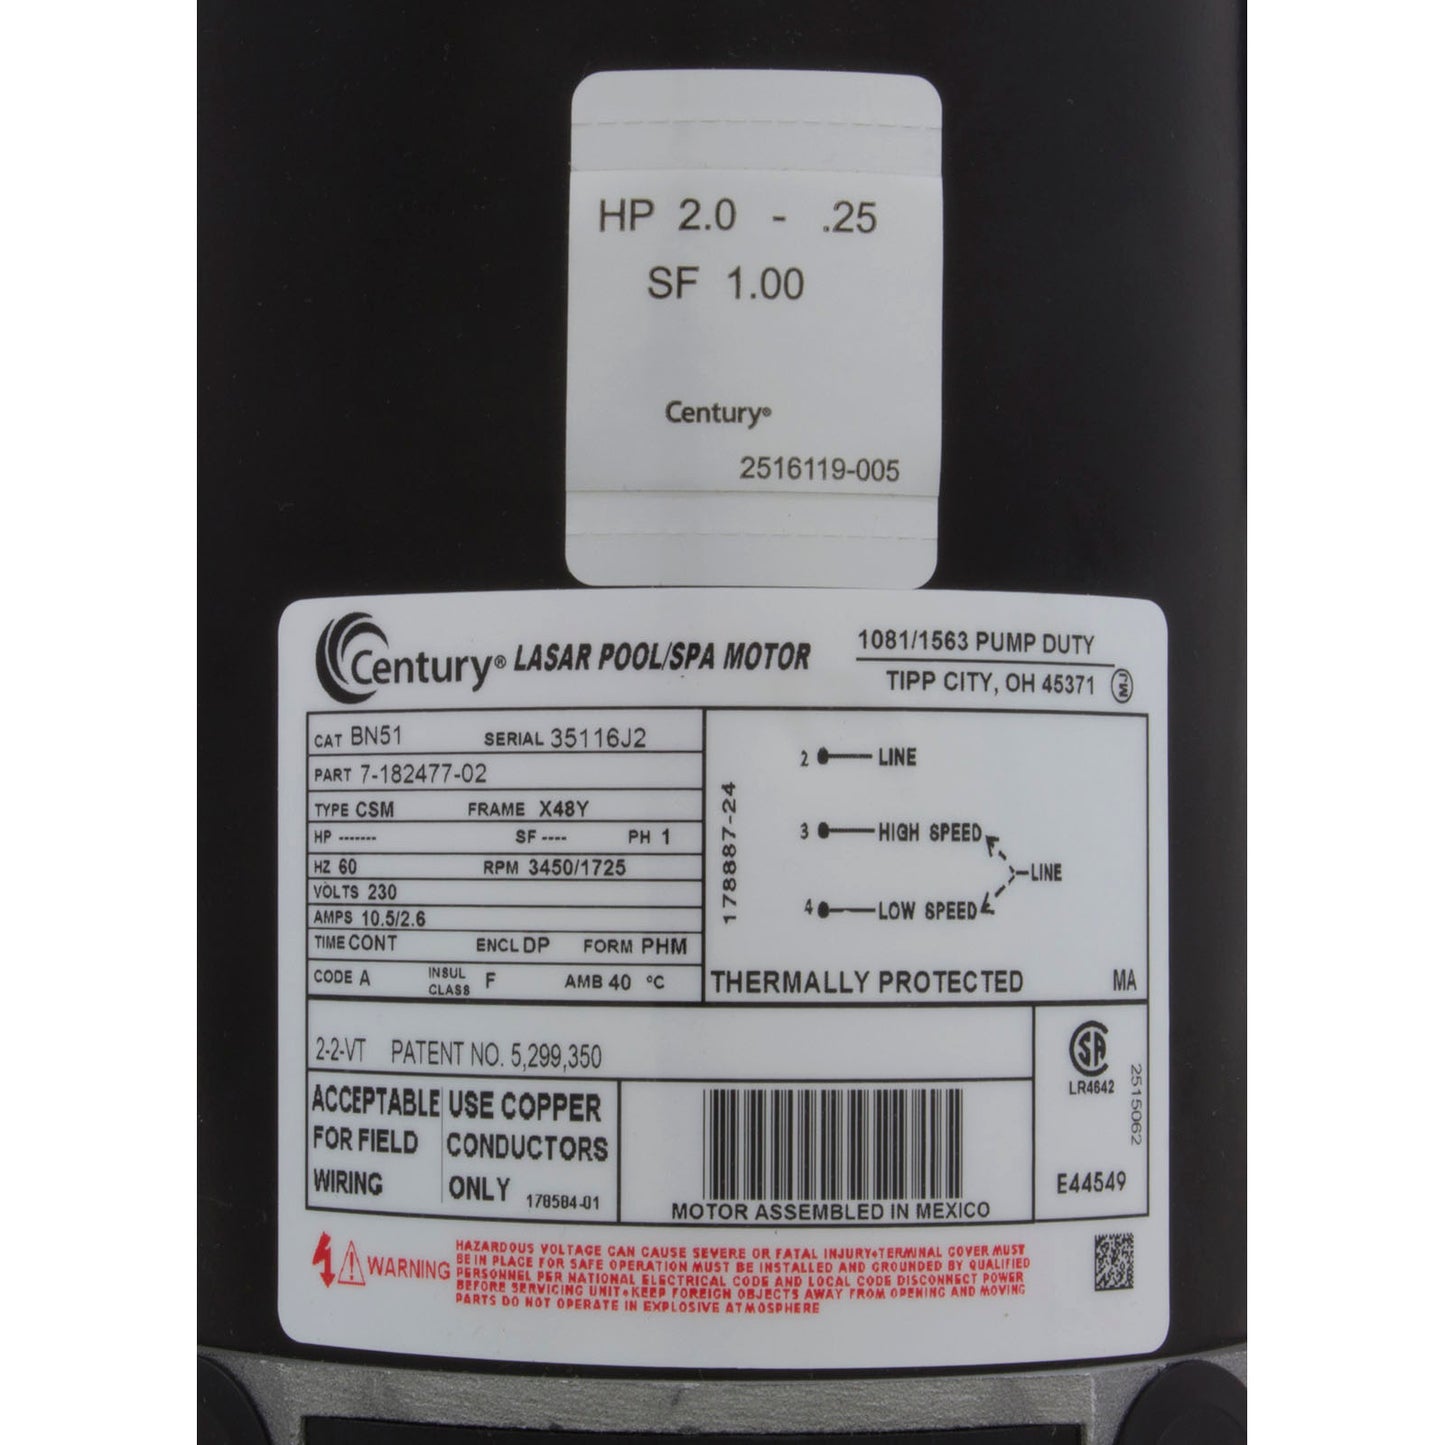 HP 2.0 - .25
SF 1.00
Century®
2516119-005
Century® LASAR POOL/SPA MOTOR
1081/1563 PUMP DUTY
TIPP CITY, OH 45371 MJ
CAT BN51 SERIAL 35116J2
PART 7-182477-02
TYPE CSM FRAME X48Y
HP ------- SF ---- PH 1
HZ 60 RPM 3450/1725
VOLTS 230
AMPS 10.5/2.6
TIME CONT ENCL DP FORM PHM
CODE A INSUL CLASS F AMB 40 °C
178887-24
2 LINE
3 HIGH SPEED
LINE
4 LOW SPEED
THERMALLY PROTECTED MA
2-2-VT PATENT NO. 5,299,350
ACCEPTABLE
FOR FIELD
WIRING
USE COPPER
CONDUCTORS
ONLY 178584-01
MOTOR ASSEMBLED IN MEXICO
SA
LR4642
2515062
E44549
WARNING
HAZARDOUS VOLTAGE CAN CAUSE SEVERE OR FATAL INJURY•TERMINAL COVER MUST
BE IN PLACE FOR SAFE OPERATION MUST BE INSTALLED AND GROUNDED BY QUALIFIED
PERSONNEL PER NATIONAL ELECTRICAL CODE AND LOCAL CODE DISCONNECT POWER
BEFORE SERVICING UNIT•KEEP FOREIGN OBJECTS AWAY FROM OPENING AND MOVING
PARTS DO NOT OPERATE IN EXPLOSIVE ATMOSPHERE